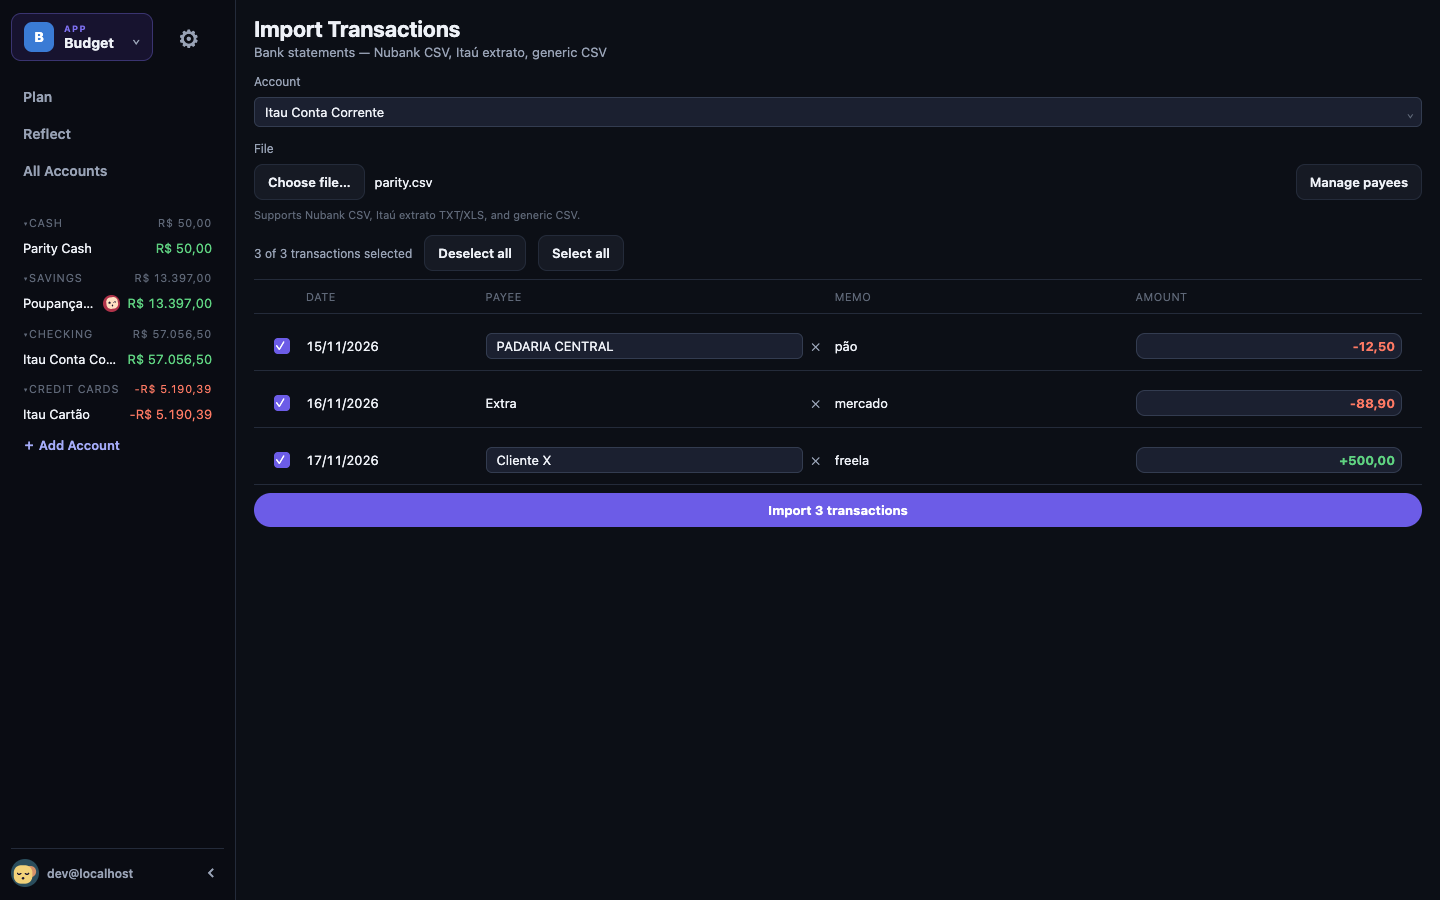 B
APP
Budget
Plan
Reflect
All Accounts
CASH R$ 50,00
Parity Cash R$ 50,00
SAVINGS R$ 13.397,00
Poupança... R$ 13.397,00
CHECKING R$ 57.056,50
Itau Conta Co... R$ 57.056,50
CREDIT CARDS -R$ 5.190,39
Itau Cartão -R$ 5.190,39
+ Add Account
dev@localhost
Import Transactions
Bank statements — Nubank CSV, Itaú extrato, generic CSV
Account
Itau Conta Corrente
File
Choose file... parity.csv Manage payees
Supports Nubank CSV, Itaú extrato TXT/XLS, and generic CSV.
3 of 3 transactions selected Deselect all Select all
DATE PAYEE MEMO AMOUNT
15/11/2026 PADARIA CENTRAL × pão -12,50
16/11/2026 Extra × mercado -88,90
17/11/2026 Cliente X × freela +500,00
Import 3 transactions